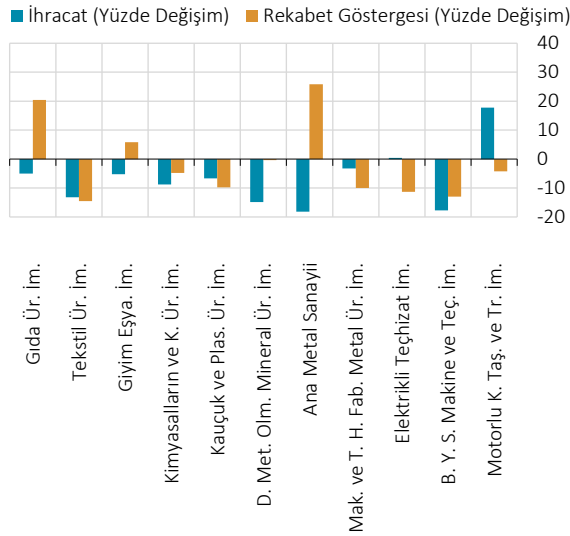 İhracat (Yüzde Değişim) Rekabet Göstergesi (Yüzde Değişim)
40
30
20
10
0
-10
-20
Gıda Ür. İm.
Tekstil Ür. İm.
Giyim Eşya. İm.
Kimyasalların ve K. Ür. İm.
Kauçuk ve Plas. Ür. İm.
D. Met. Olm. Mineral Ür. İm.
Ana Metal Sanayii
Mak. ve T. H. Fab. Metal Ür. İm.
Elektrikli Teçhizat İm.
B. Y. S. Makine ve Teç. İm.
Motorlu K. Taş. ve Tr. İm.